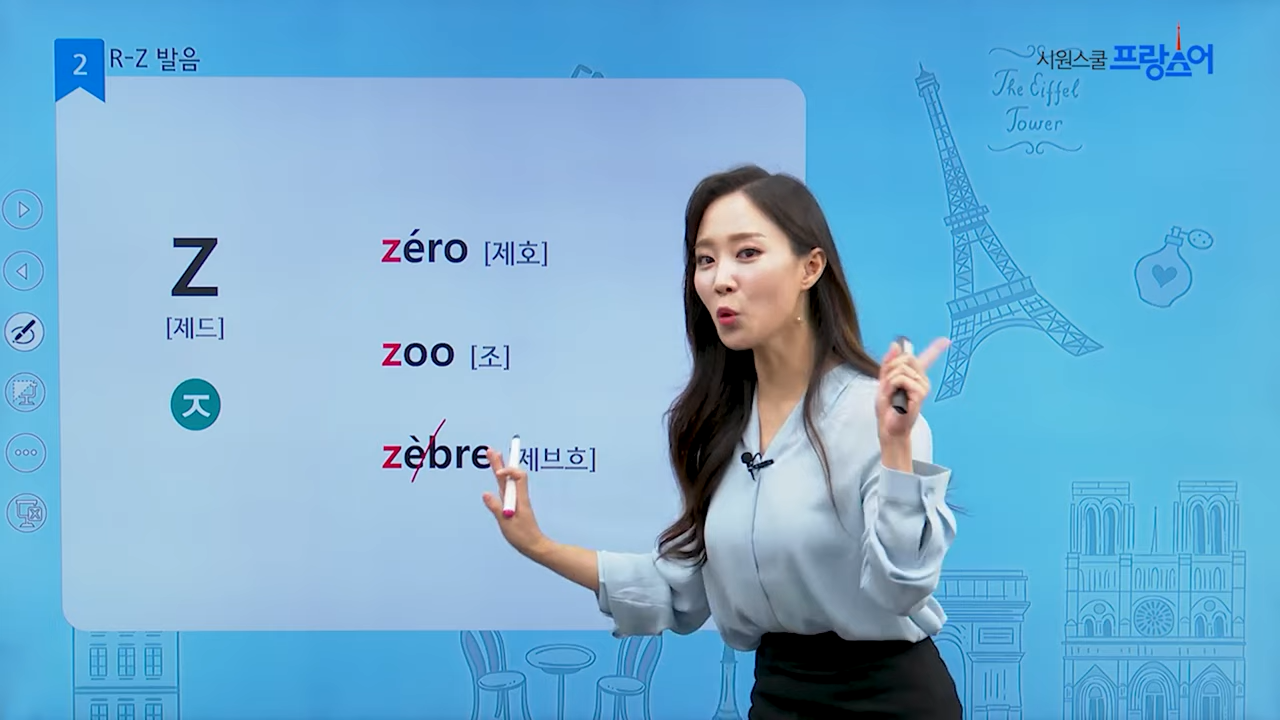 2 R-Z 발음
시원스쿨 프랑스어
The Eiffel
Tower
Z
[제드]
ㅈ
zéro [제호]
zoo [조]
zèbre [제브흐]